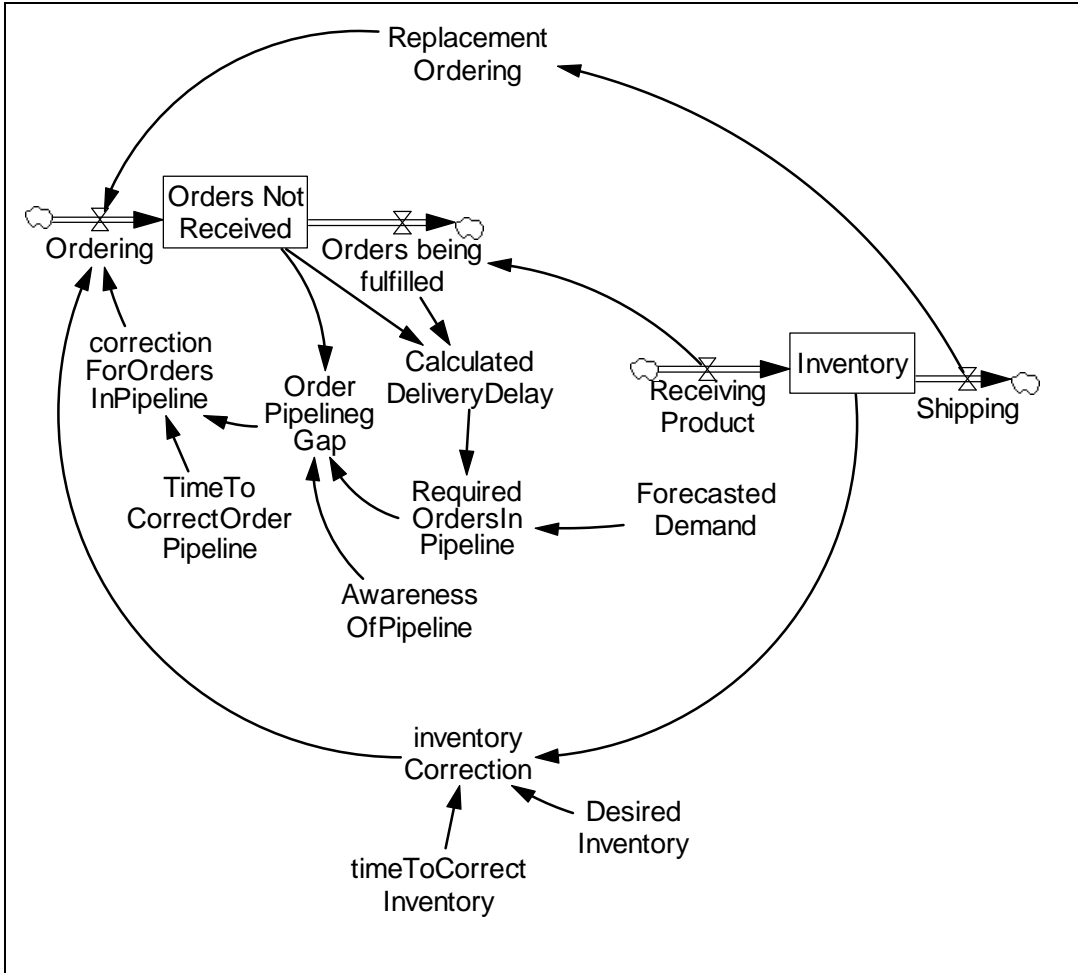 Replacement
Ordering
Orders Not
Received
Ordering
Orders being
fulfilled
correction
ForOrders
InPipeline
Order
Pipelineg
Gap
Calculated
DeliveryDelay
Receiving
Product
Inventory
Shipping
TimeTo
CorrectOrder
Pipeline
Required
OrdersIn
Pipeline
Forecasted
Demand
Awareness
OfPipeline
inventory
Correction
Desired
Inventory
timeToCorrect
Inventory